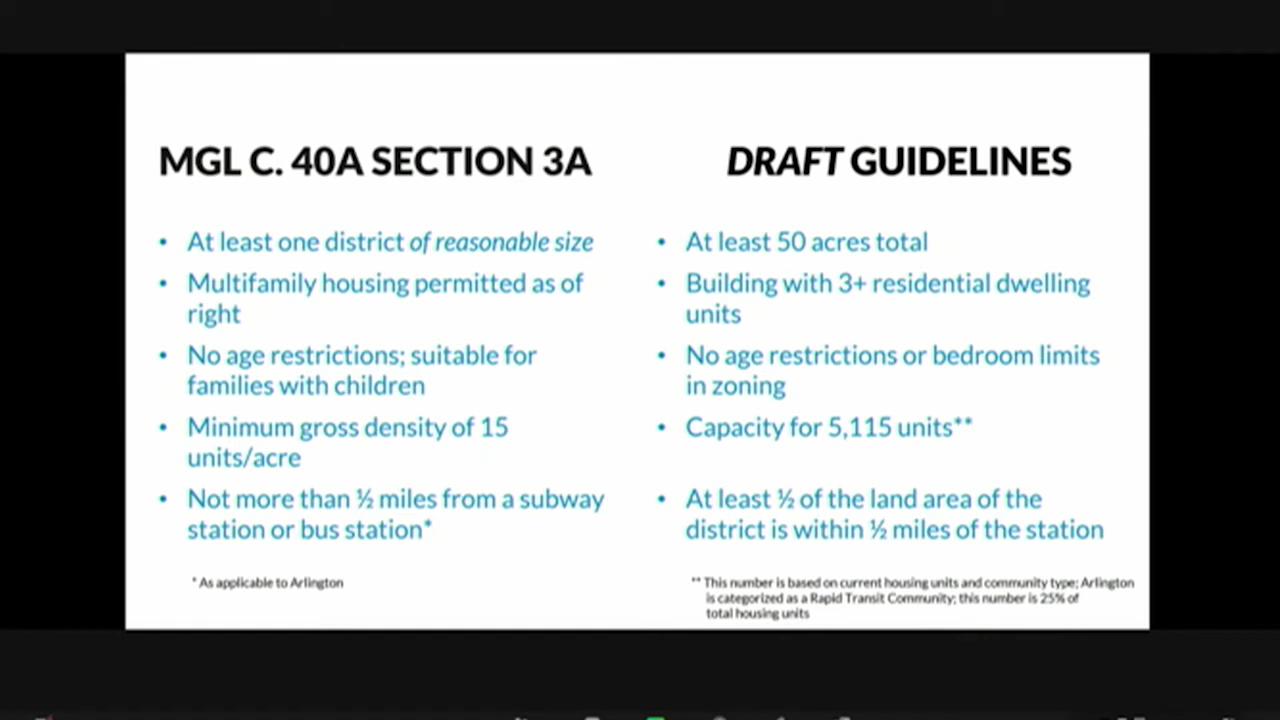 MGL C. 40A SECTION 3A
• At least one district of reasonable size
• Multifamily housing permitted as of
right
• No age restrictions; suitable for
families with children
• Minimum gross density of 15
units/acre
• Not more than ½ miles from a subway
station or bus station*
* As applicable to Arlington
DRAFT GUIDELINES
• At least 50 acres total
• Building with 3+ residential dwelling
units
• No age restrictions or bedroom limits
in zoning
• Capacity for 5,115 units**
• At least ½ of the land area of the
district is within ½ miles of the station
** This number is based on current housing units and community type; Arlington
is categorized as a Rapid Transit Community; this number is 25% of
total housing units